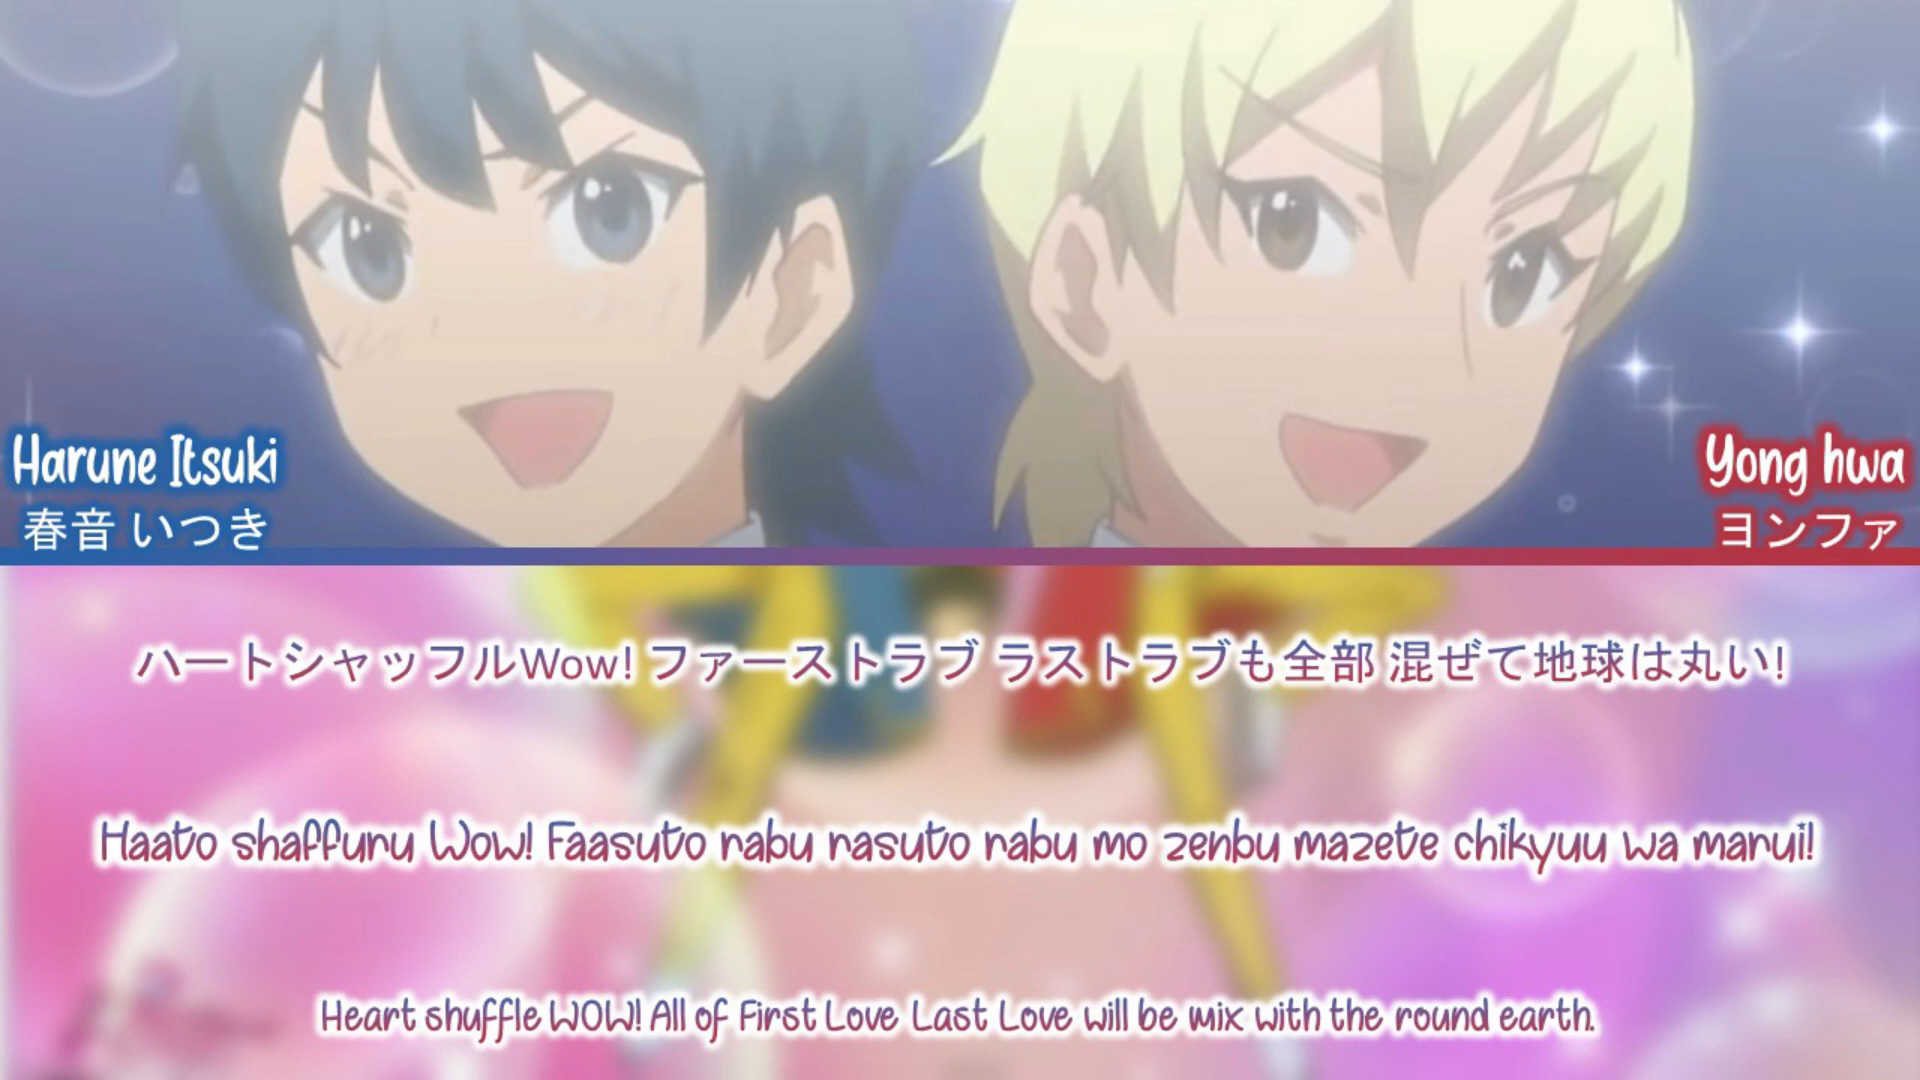 Harune Itsuki
春音 いつき
Yong hwa
ヨンファ
ハートシャッフルWow! ファーストラブ ラストラブも全部 混ぜて地球は丸い!
Haato shaffuru Wow! Faasuto rabu rasuto rabu mo zenbu mazete chikyuu wa marui!
Heart shuffle WOW! All of First Love Last Love will be mix with the round earth.